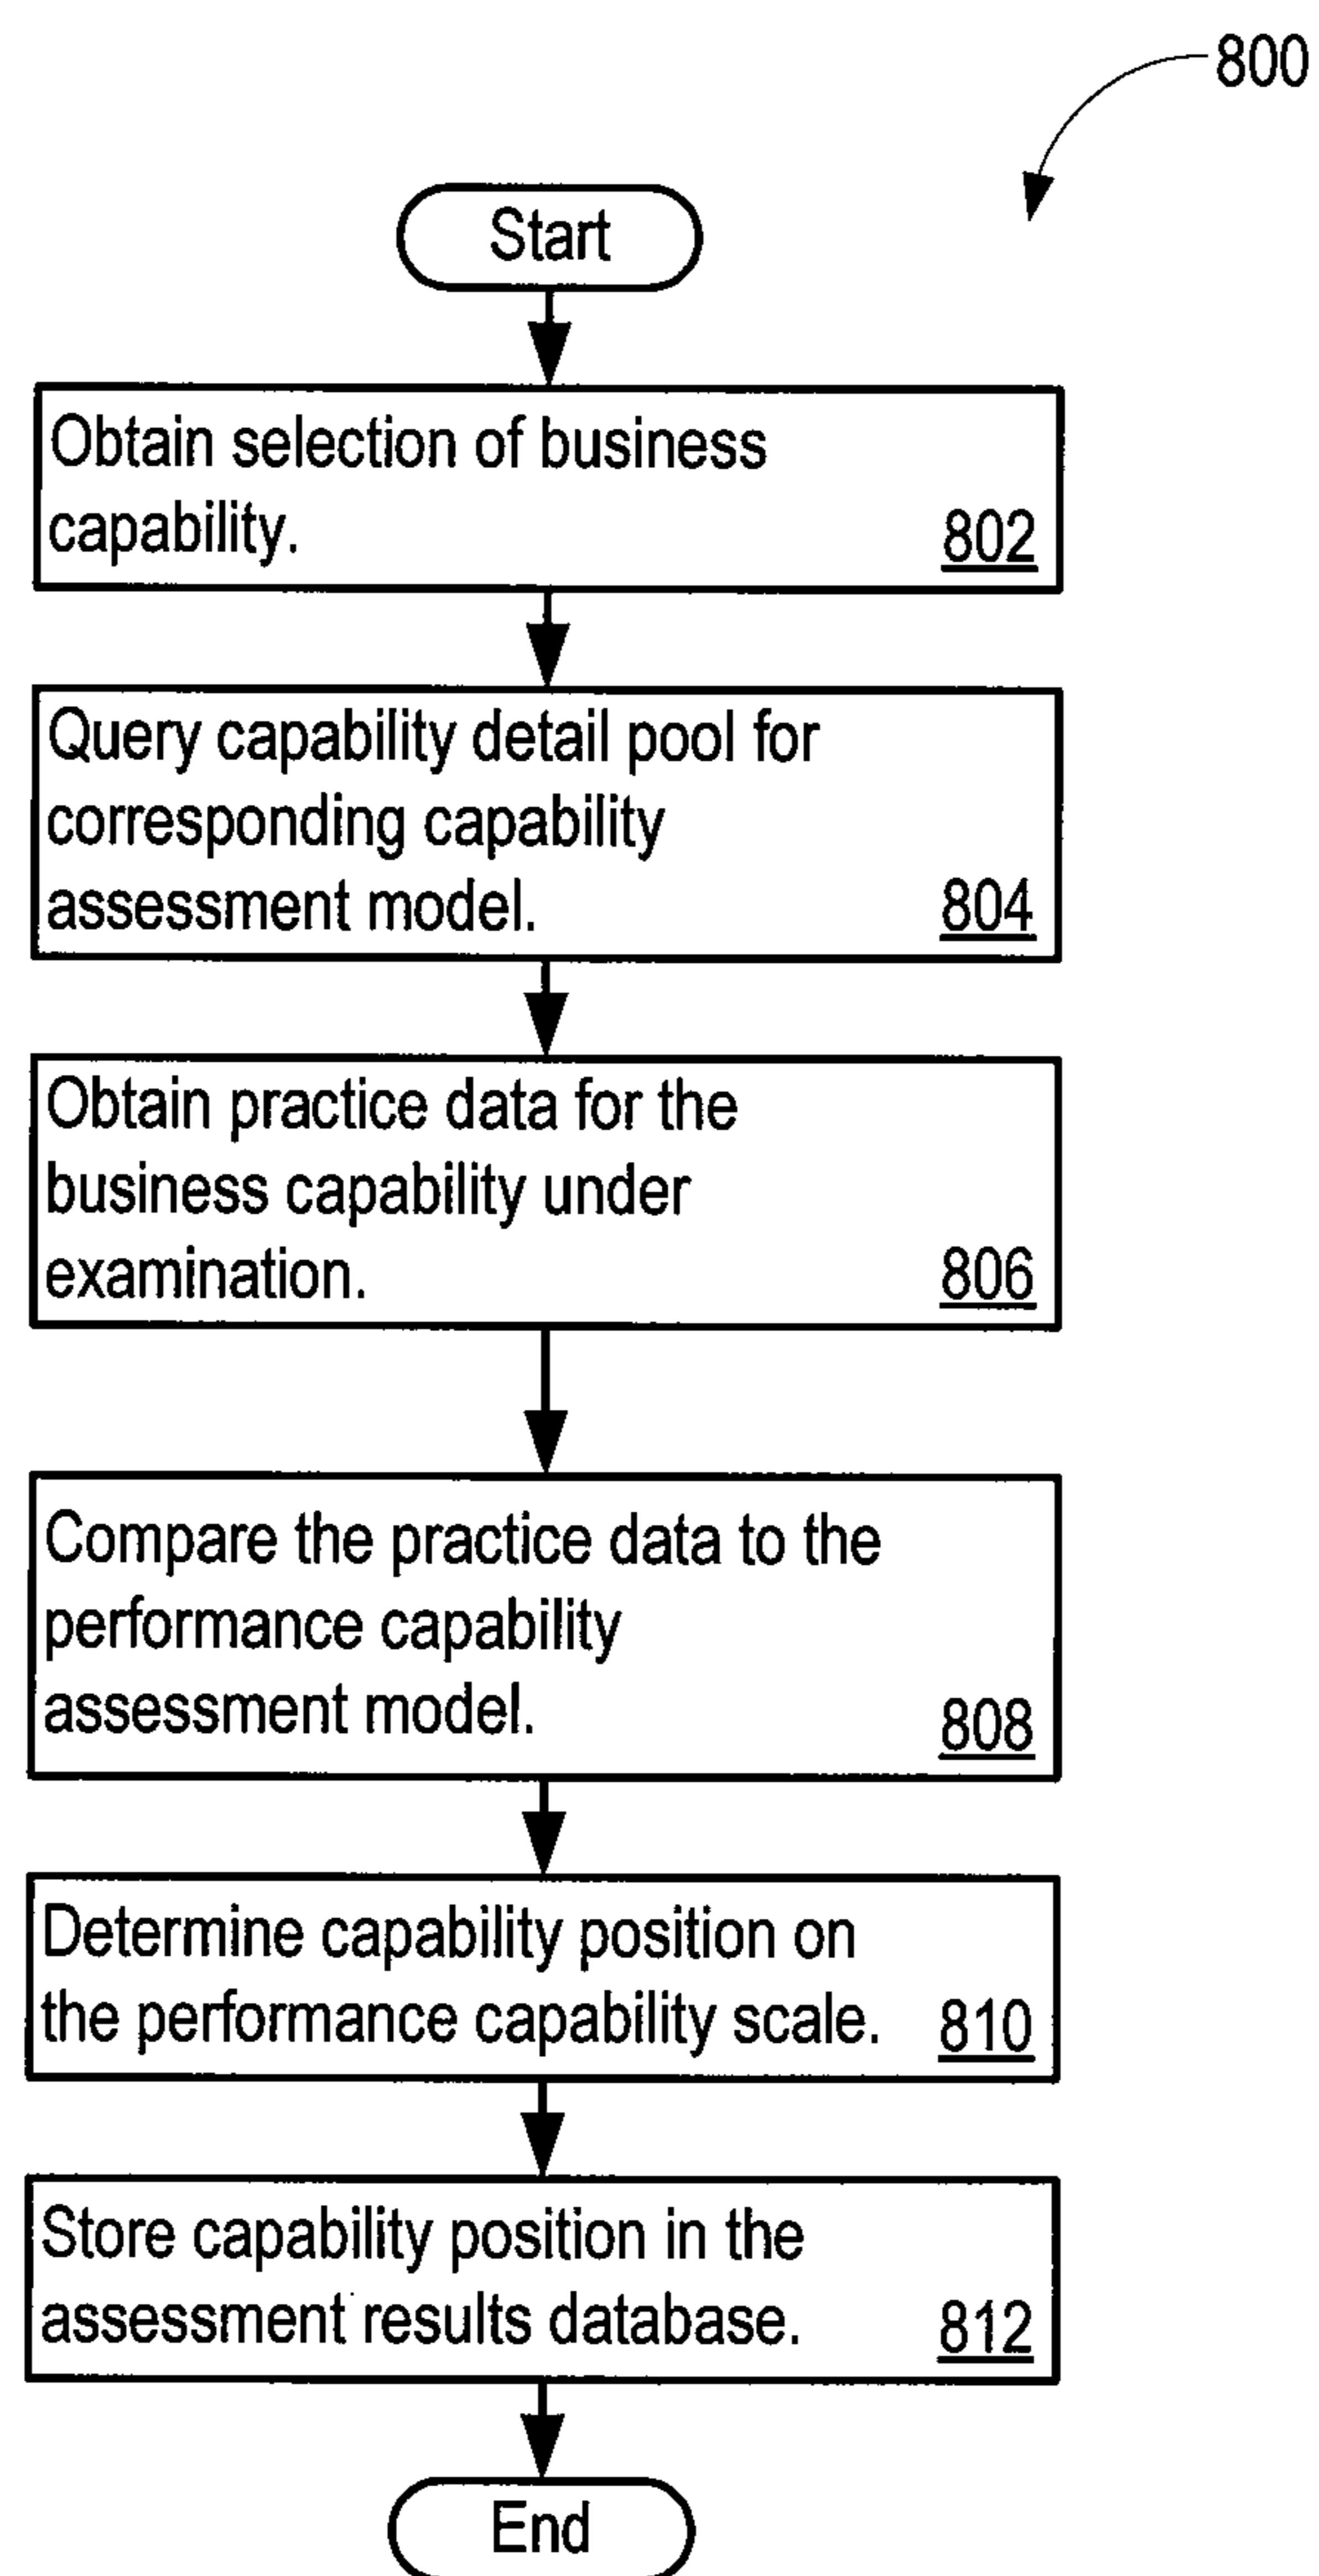 800
Start
Obtain selection of business
capability.
802
Query capability detail pool for
corresponding capability
assessment model.
804
Obtain practice data for the
business capability under
examination.
806
Compare the practice data to the
performance capability
assessment model.
808
Determine capability position on
the performance capability scale.
810
Store capability position in the
assessment results database.
812
End